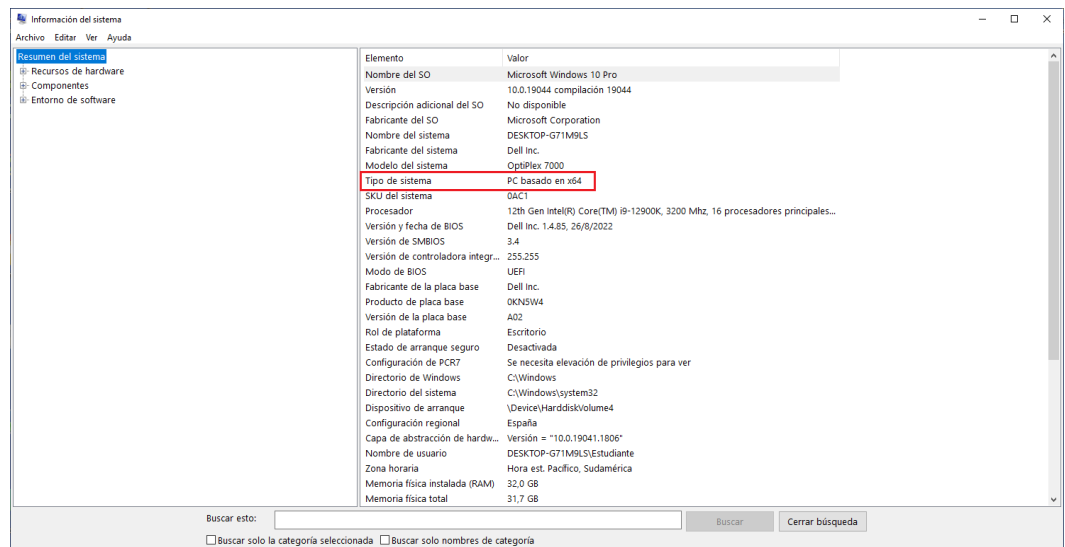 Información del sistema
Archivo Editar Ver Ayuda
Resumen del sistema
Recursos de hardware
Componentes
Entorno de software
Elemento Valor
Nombre del SO Microsoft Windows 10 Pro
Versión 10.0.19044 compilación 19044
Descripción adicional del SO No disponible
Fabricante del SO Microsoft Corporation
Nombre del sistema DESKTOP-G71M9LS
Fabricante del sistema Dell Inc.
Modelo del sistema OptiPlex 7000
Tipo de sistema PC basado en x64
SKU del sistema 0AC1
Procesador 12th Gen Intel(R) Core(TM) i9-12900K, 3200 Mhz, 16 procesadores principales...
Versión y fecha de BIOS Dell Inc. 1.4.85, 26/8/2022
Versión de SMBIOS 3.4
Versión de controladora integr... 255.255
Modo de BIOS UEFI
Fabricante de la placa base Dell Inc.
Producto de placa base 0KN5W4
Versión de la placa base A02
Rol de plataforma Escritorio
Estado de arranque seguro Desactivada
Configuración de PCR7 Se necesita elevación de privilegios para ver
Directorio de Windows C:\Windows
Directorio del sistema C:\Windows\system32
Dispositivo de arranque \Device\HarddiskVolume4
Configuración regional España
Capa de abstracción de hardw... Versión = "10.0.19041.1806"
Nombre de usuario DESKTOP-G71M9LS\Estudiante
Zona horaria Hora est. Pacífico, Sudamérica
Memoria física instalada (RAM) 32,0 GB
Memoria física total 31,7 GB
Buscar esto: Buscar Cerrar búsqueda
Buscar solo la categoría seleccionada Buscar solo nombres de categoría